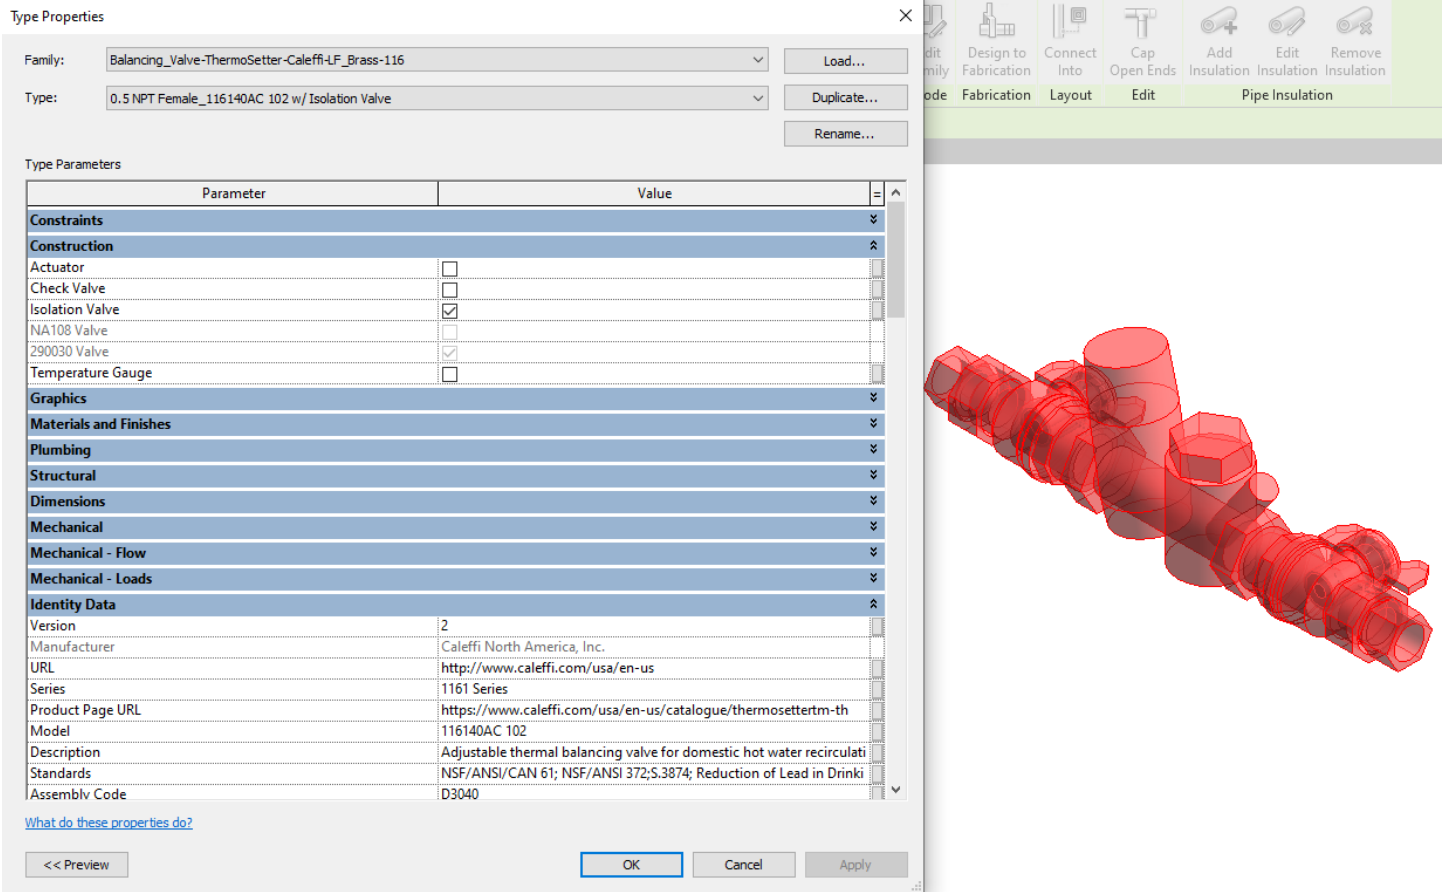 Type Properties
Family:
Balancing_Valve-ThermoSetter-Caleffi-LF_Brass-116
Load...
Type:
0.5 NPT Female_116140AC 102 w/ Isolation Valve
Duplicate...
Rename...
Type Parameters
Parameter
Value
=
Constraints
Construction
Actuator
Check Valve
Isolation Valve
NA108 Valve
290030 Valve
Temperature Gauge
Graphics
Materials and Finishes
Plumbing
Structural
Dimensions
Mechanical
Mechanical - Flow
Mechanical - Loads
Identity Data
Version
2
Manufacturer
Caleffi North America, Inc.
URL
http://www.caleffi.com/usa/en-us
Series
1161 Series
Product Page URL
https://www.caleffi.com/usa/en-us/catalogue/thermosettertm-th
Model
116140AC 102
Description
Adjustable thermal balancing valve for domestic hot water recirculati
Standards
NSF/ANSI/CAN 61; NSF/ANSI 372;S.3874; Reduction of Lead in Drinki
Assembly Code
D3040
What do these properties do?
<< Preview
OK
Cancel
Apply
dit
mily
ode
Design to
Fabrication
Fabrication
Connect
Into
Layout
Cap
Open Ends
Edit
Add
Insulation
Edit
Insulation
Remove
Insulation
Pipe Insulation